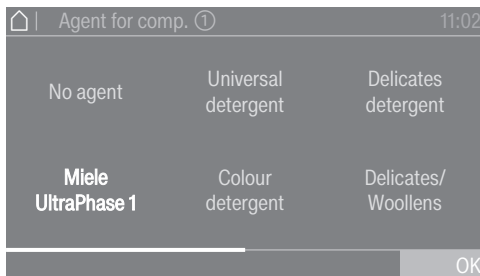 Agent for comp. ①
11:02
No agent
Universal
detergent
Delicates
detergent
Miele
UltraPhase 1
Colour
detergent
Delicates/
Woollens
OK